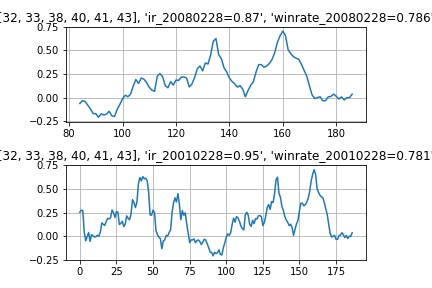 [32, 33, 38, 40, 41, 43], 'ir_20080228=0.87', 'winrate_20080228=0.786'
0.75
0.50
0.25
0.00
−0.25
80 100 120 140 160 180
[32, 33, 38, 40, 41, 43], 'ir_20010228=0.95', 'winrate_20010228=0.781'
0.75
0.50
0.25
0.00
−0.25
0 25 50 75 100 125 150 175